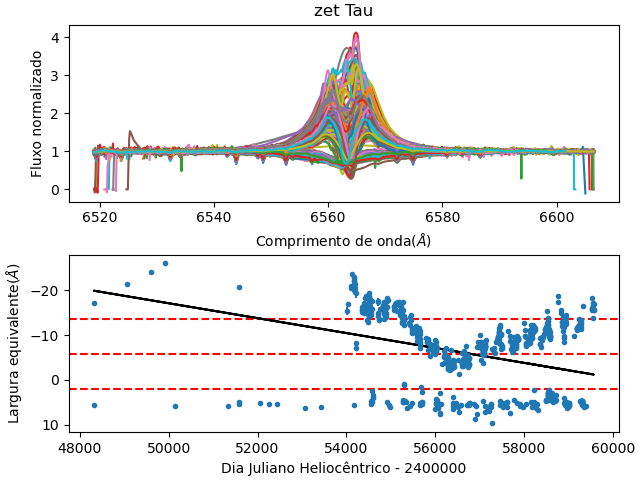 zet Tau
Fluxo normalizado
4
3
2
1
0
6520 6540 6560 6580 6600
Comprimento de onda(Å)
Largura equivalente(Å)
−20
−10
0
10
48000 50000 52000 54000 56000 58000 60000
Dia Juliano Heliocêntrico - 2400000